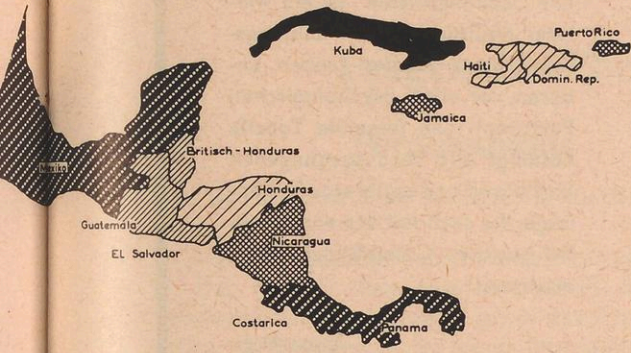 PuertoRico
Kuba
Haiti
Domin. Rep.
Jamaica
Britisch-Honduras
Mexiko
Honduras
Guatemala
Nicaragua
EL Salvador
Costarica
Panama